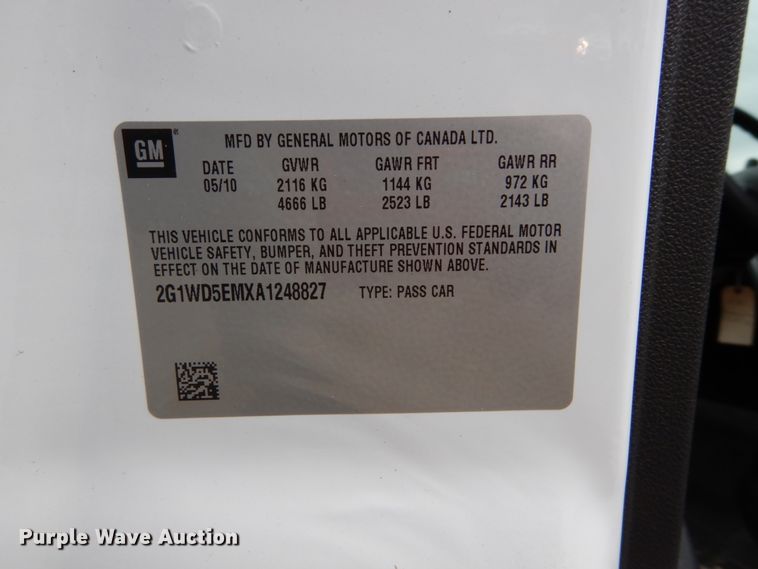 GM
MFD BY GENERAL MOTORS OF CANADA LTD.
DATE GVWR GAWR FRT GAWR RR
05/10 2116 KG 1144 KG 972 KG
4666 LB 2523 LB 2143 LB
THIS VEHICLE CONFORMS TO ALL APPLICABLE U.S. FEDERAL MOTOR
VEHICLE SAFETY, BUMPER, AND THEFT PREVENTION STANDARDS IN
EFFECT ON THE DATE OF MANUFACTURE SHOWN ABOVE.
2G1WD5EMXA1248827 TYPE: PASS CAR
Purple Wave Auction